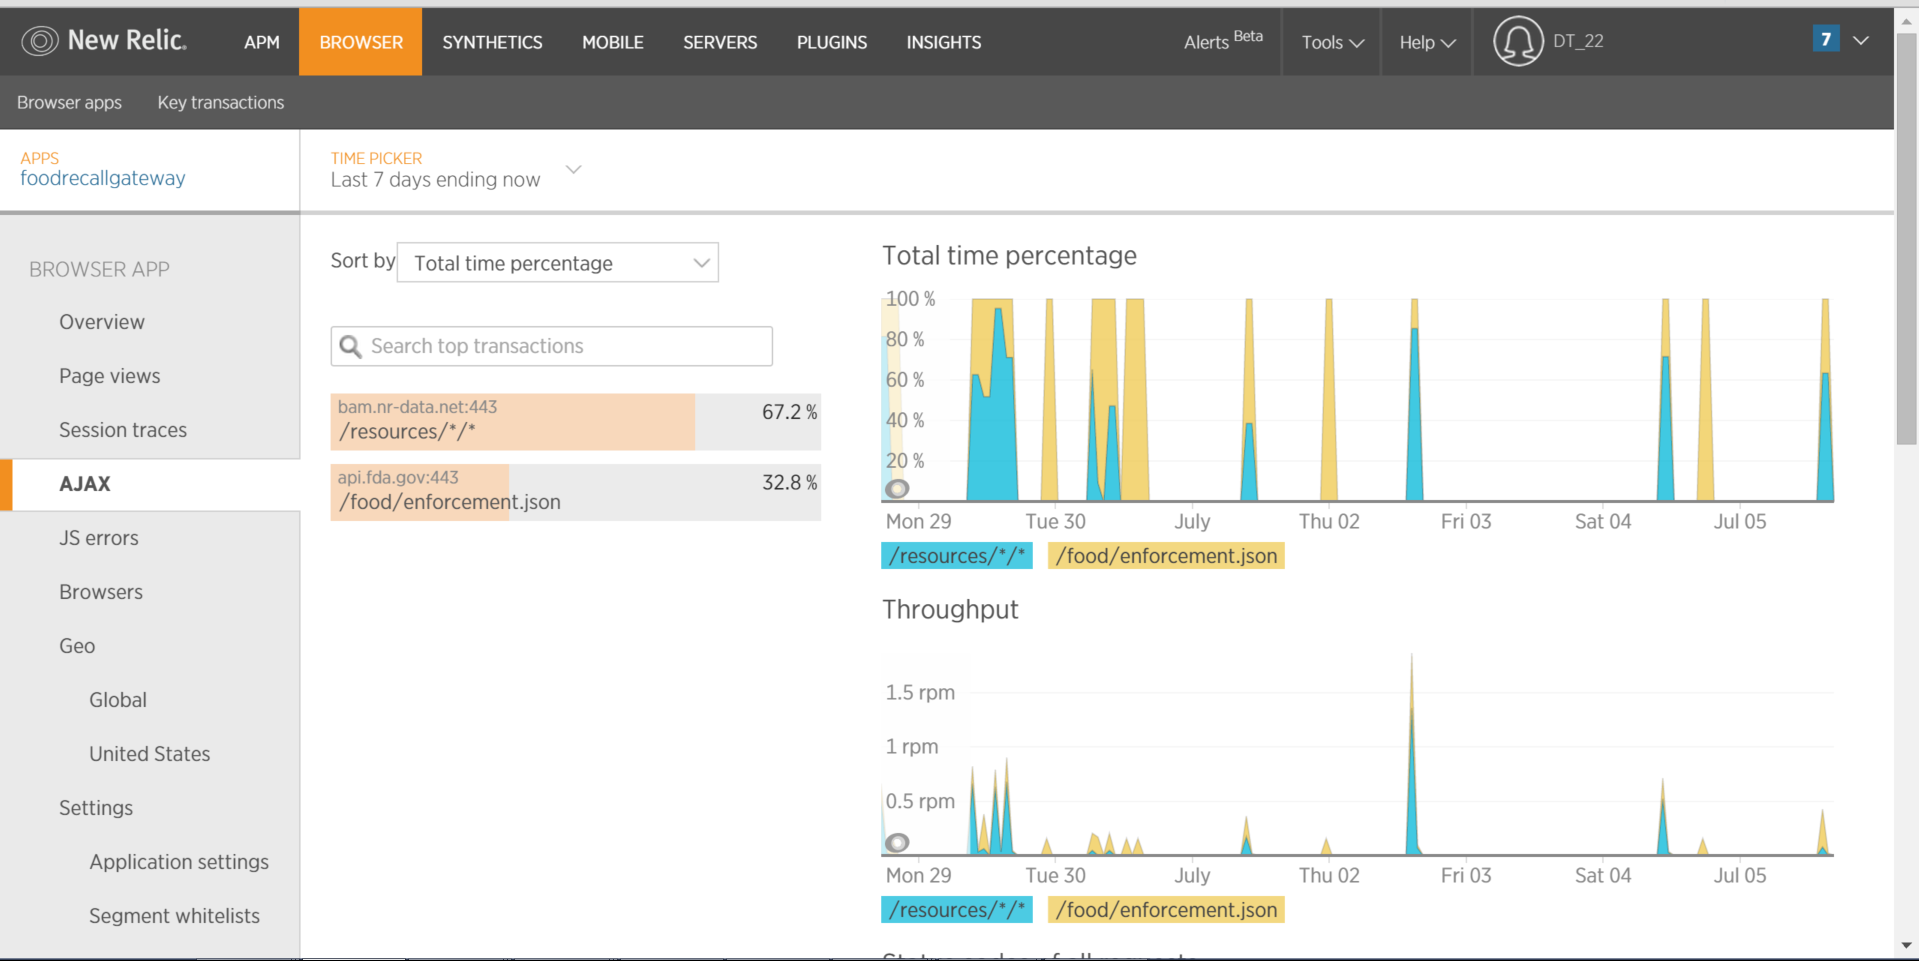 New Relic.
APM
BROWSER
SYNTHETICS
MOBILE
SERVERS
PLUGINS
INSIGHTS
Alerts Beta
Tools
Help
DT_22
7
Browser apps
Key transactions
APPS
foodrecallgateway
TIME PICKER
Last 7 days ending now
BROWSER APP
Overview
Page views
Session traces
AJAX
JS errors
Browsers
Geo
Global
United States
Settings
Application settings
Segment whitelists
Sort by
Total time percentage
Search top transactions
bam.nr-data.net:443
/resources/*/*
67.2 %
api.fda.gov:443
/food/enforcement.json
32.8 %
Total time percentage
100 %
80 %
60 %
40 %
20 %
Mon 29
Tue 30
July
Thu 02
Fri 03
Sat 04
Jul 05
/resources/*/*
/food/enforcement.json
Throughput
1.5 rpm
1 rpm
0.5 rpm
Mon 29
Tue 30
July
Thu 02
Fri 03
Sat 04
Jul 05
/resources/*/*
/food/enforcement.json